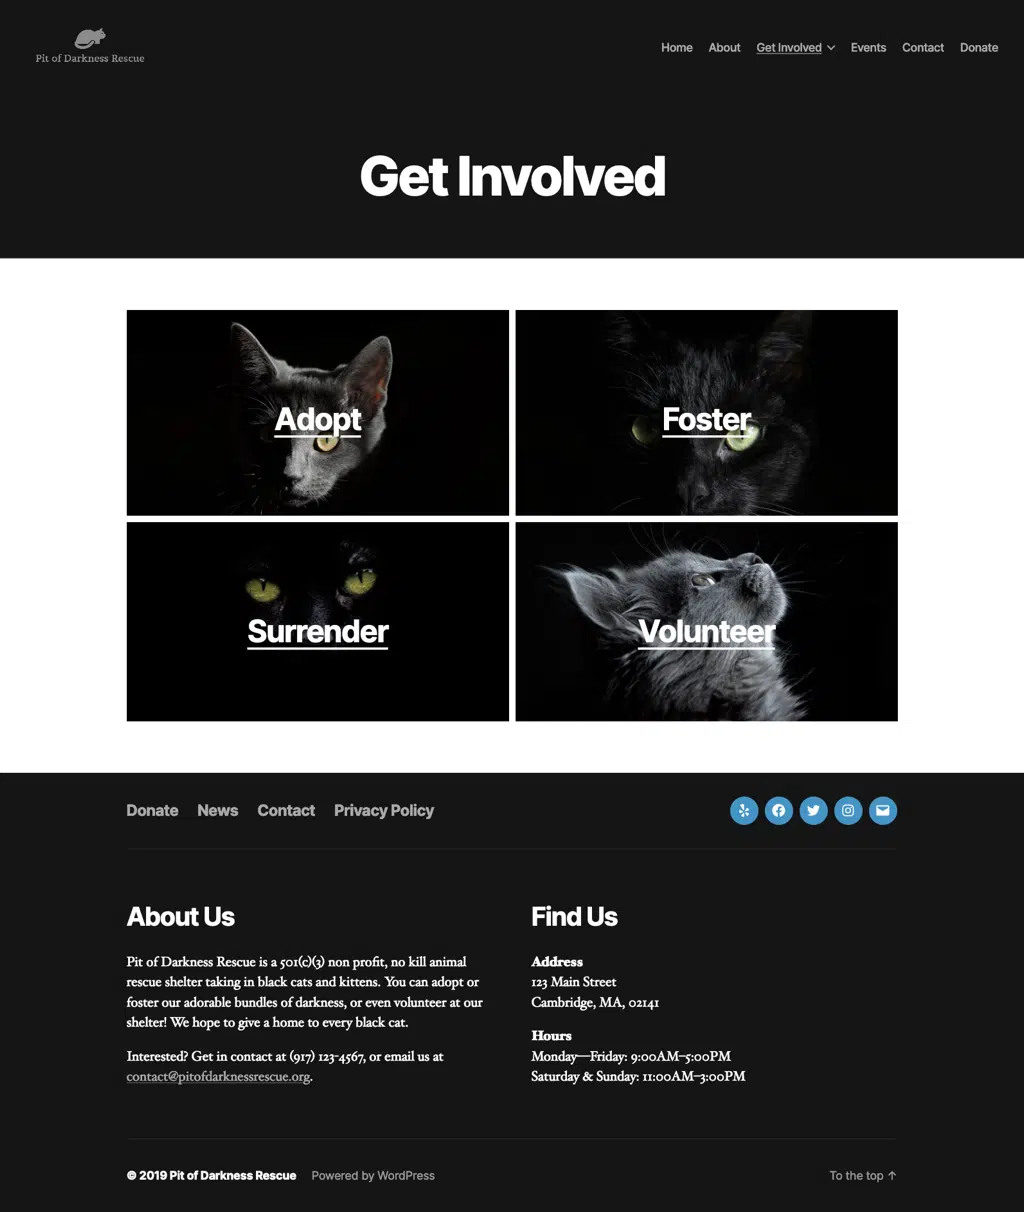 Pit of Darkness Rescue
Home About Get Involved Events Contact Donate
Get Involved
Adopt
Foster
Surrender
Volunteer
Donate News Contact Privacy Policy
About Us
Pit of Darkness Rescue is a 501(c)(3) non profit, no kill animal
rescue shelter taking in black cats and kittens. You can adopt or
foster our adorable bundles of darkness, or even volunteer at our
shelter! We hope to give a home to every black cat.
Interested? Get in contact at (917) 123-4567, or email us at
contact@pitofdarknessrescue.org.
Find Us
Address
123 Main Street
Cambridge, MA, 02141
Hours
Monday—Friday: 9:00AM–5:00PM
Saturday & Sunday: 11:00AM–3:00PM
© 2019 Pit of Darkness Rescue Powered by WordPress
To the top ↑